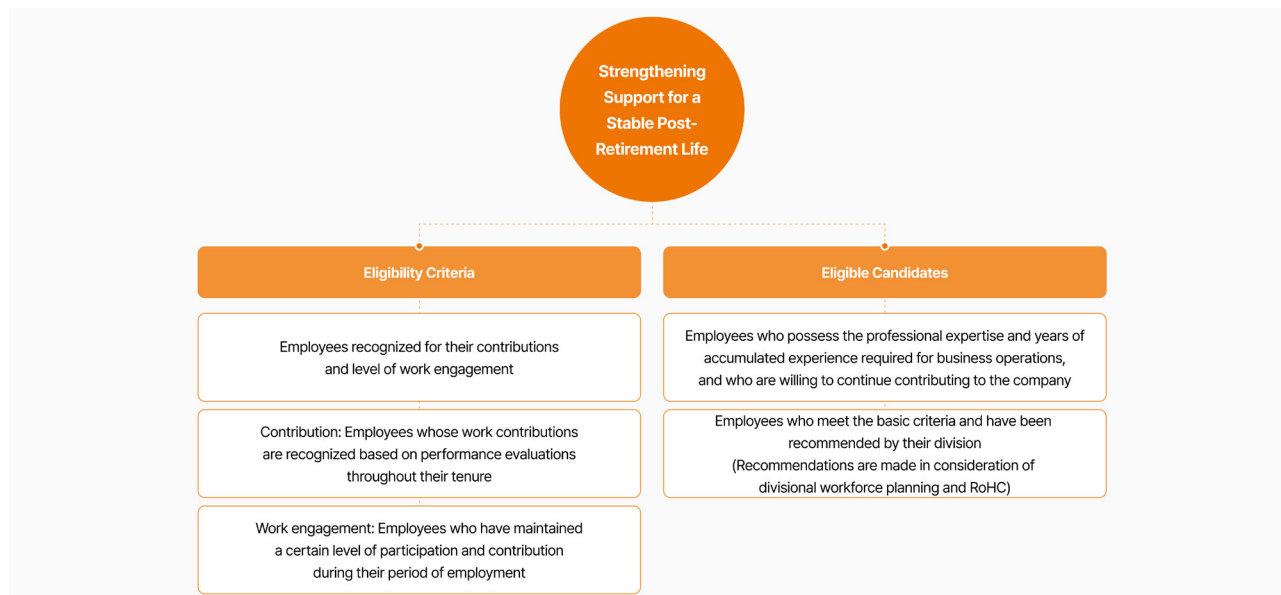 Strengthening
Support for a
Stable Post-
Retirement Life
Eligibility Criteria
Employees recognized for their contributions
and level of work engagement
Contribution: Employees whose work contributions
are recognized based on performance evaluations
throughout their tenure
Work engagement: Employees who have maintained
a certain level of participation and contribution
during their period of employment
Eligible Candidates
Employees who possess the professional expertise and years of
accumulated experience required for business operations,
and who are willing to continue contributing to the company
Employees who meet the basic criteria and have been
recommended by their division
(Recommendations are made in consideration of
divisional workforce planning and RoHC)